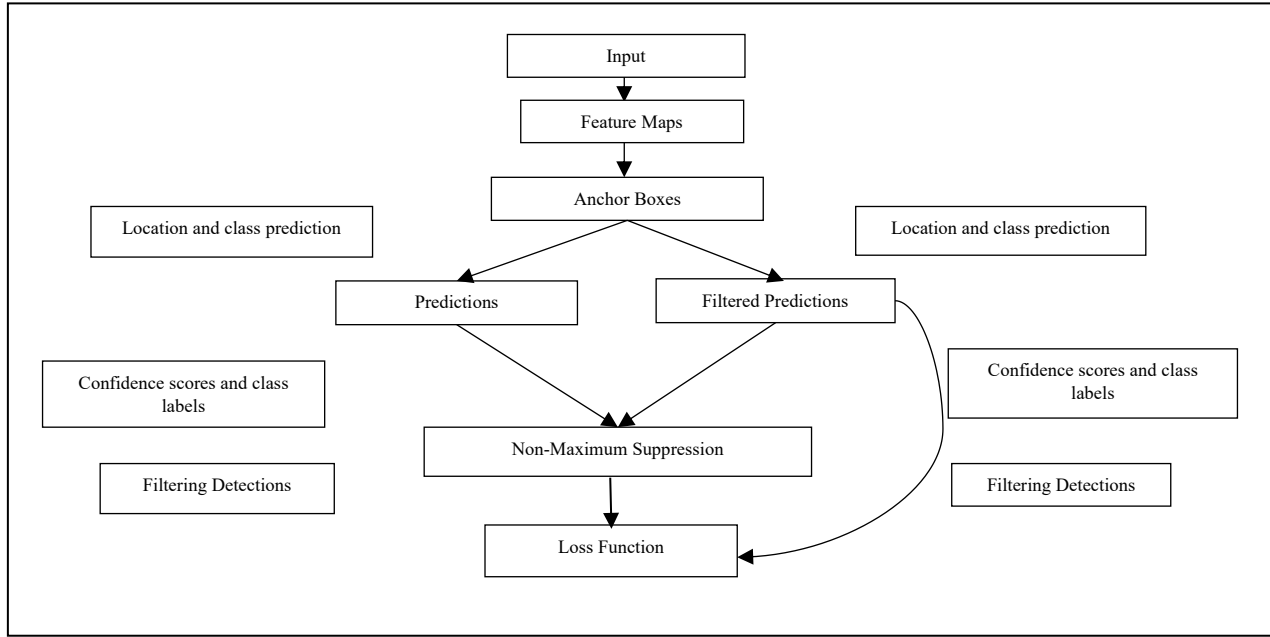 Input
Feature Maps
Anchor Boxes
Location and class prediction
Location and class prediction
Predictions
Filtered Predictions
Confidence scores and class
labels
Confidence scores and class
labels
Non-Maximum Suppression
Filtering Detections
Filtering Detections
Loss Function